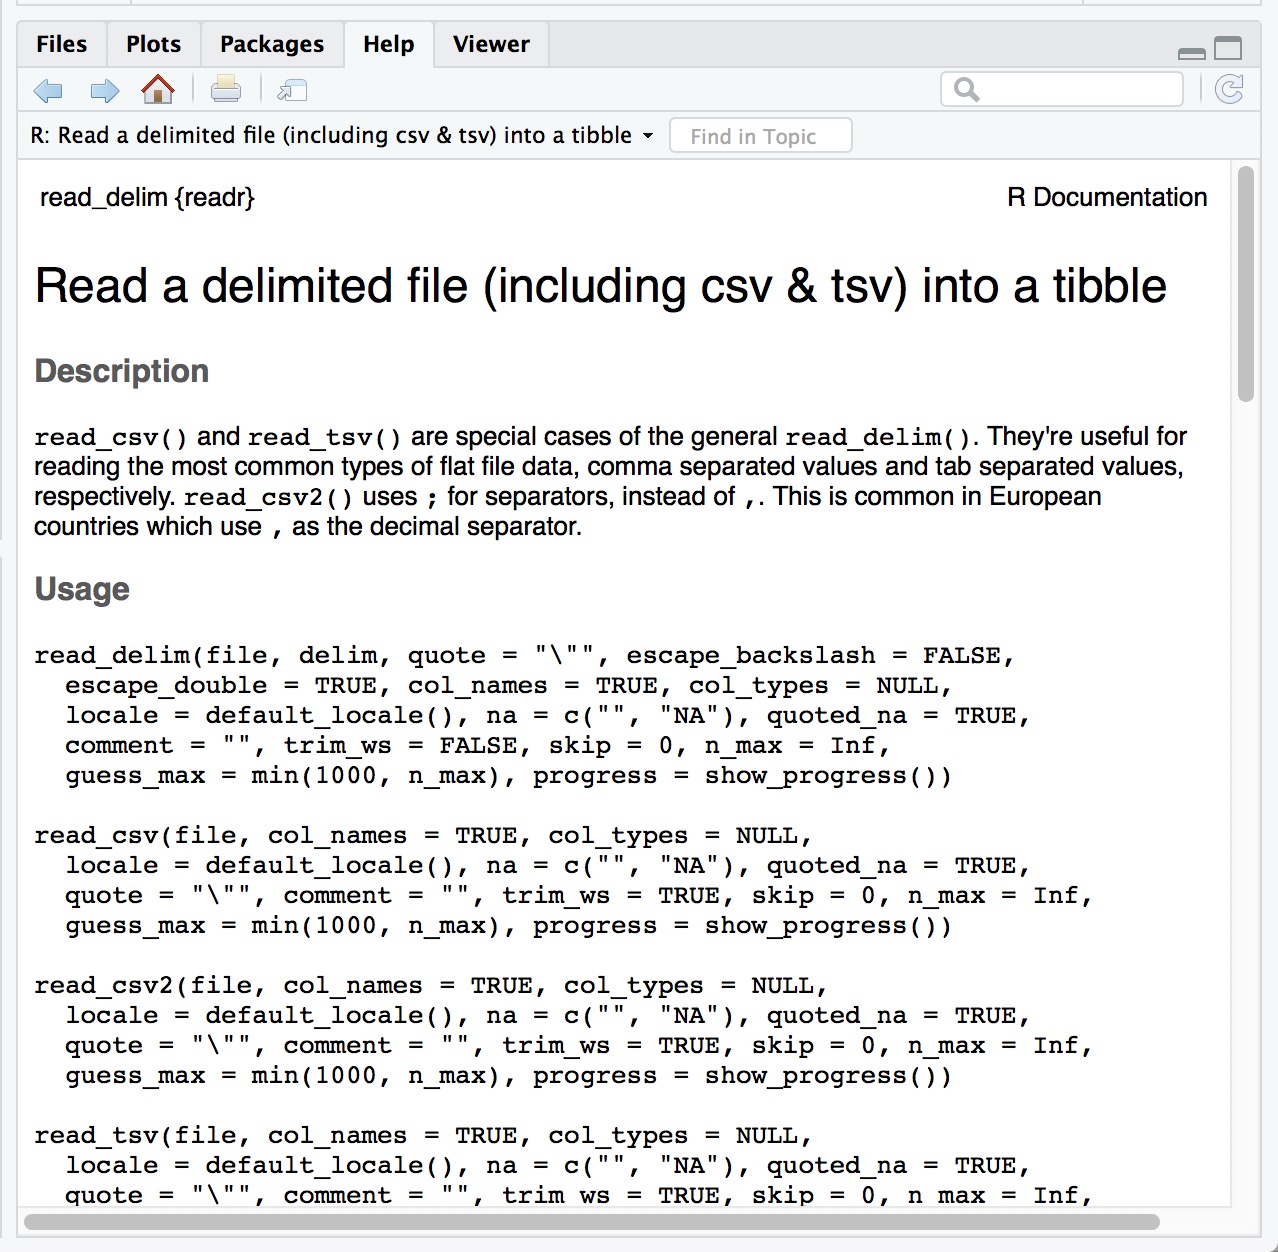 Files Plots Packages Help Viewer
R: Read a delimited file (including csv & tsv) into a tibble Find in Topic
read_delim {readr} R Documentation
Read a delimited file (including csv & tsv) into a tibble
Description
read_csv() and read_tsv() are special cases of the general read_delim(). They're useful for
reading the most common types of flat file data, comma separated values and tab separated values,
respectively. read_csv2() uses ; for separators, instead of ,. This is common in European
countries which use , as the decimal separator.
Usage
read_delim(file, delim, quote = "\"", escape_backslash = FALSE,
  escape_double = TRUE, col_names = TRUE, col_types = NULL,
  locale = default_locale(), na = c("", "NA"), quoted_na = TRUE,
  comment = "", trim_ws = FALSE, skip = 0, n_max = Inf,
  guess_max = min(1000, n_max), progress = show_progress())
read_csv(file, col_names = TRUE, col_types = NULL,
  locale = default_locale(), na = c("", "NA"), quoted_na = TRUE,
  quote = "\"", comment = "", trim_ws = TRUE, skip = 0, n_max = Inf,
  guess_max = min(1000, n_max), progress = show_progress())
read_csv2(file, col_names = TRUE, col_types = NULL,
  locale = default_locale(), na = c("", "NA"), quoted_na = TRUE,
  quote = "\"", comment = "", trim_ws = TRUE, skip = 0, n_max = Inf,
  guess_max = min(1000, n_max), progress = show_progress())
read_tsv(file, col_names = TRUE, col_types = NULL,
  locale = default_locale(), na = c("", "NA"), quoted_na = TRUE,
  quote = "\"", comment = "", trim_ws = TRUE, skip = 0, n_max = Inf,